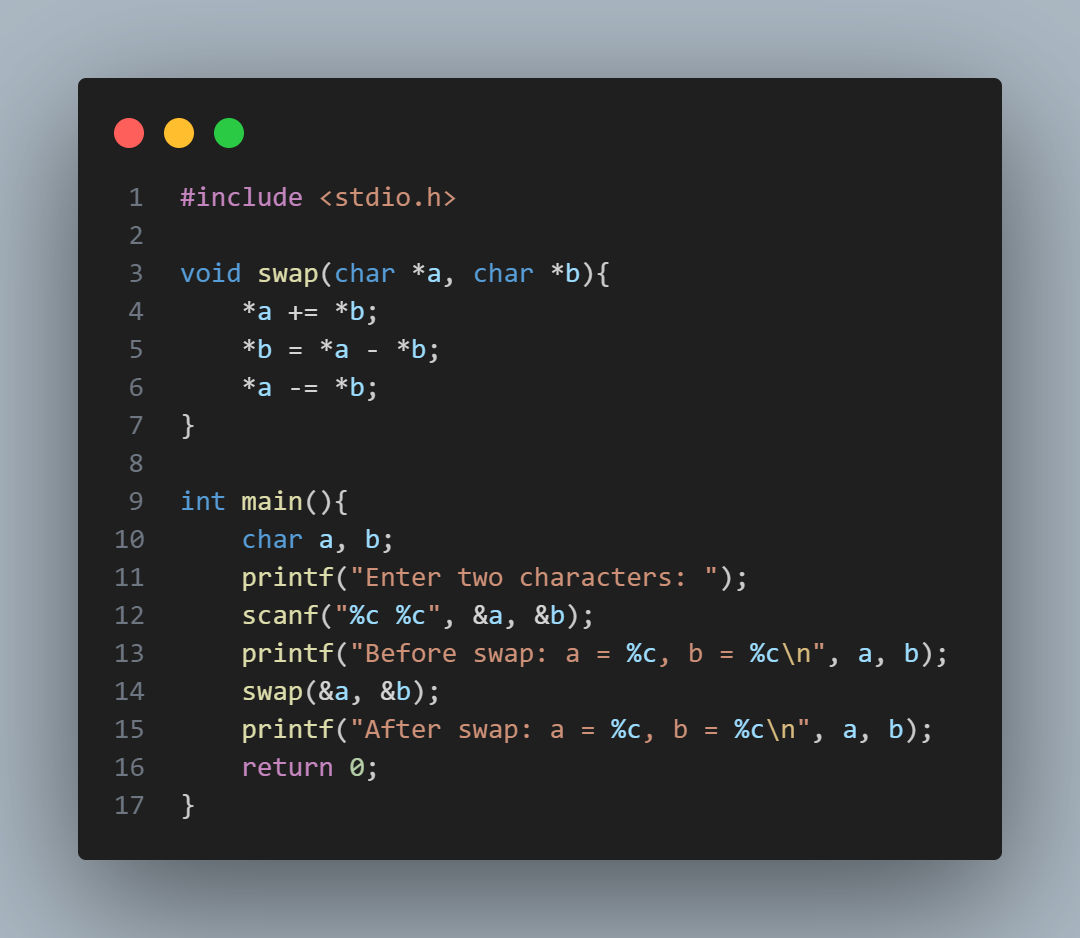 1 #include <stdio.h>
2
3 void swap(char *a, char *b){
4     *a += *b;
5     *b = *a - *b;
6     *a -= *b;
7 }
8
9 int main(){
10     char a, b;
11     printf("Enter two characters: ");
12     scanf("%c %c", &a, &b);
13     printf("Before swap: a = %c, b = %c\n", a, b);
14     swap(&a, &b);
15     printf("After swap: a = %c, b = %c\n", a, b);
16     return 0;
17 }